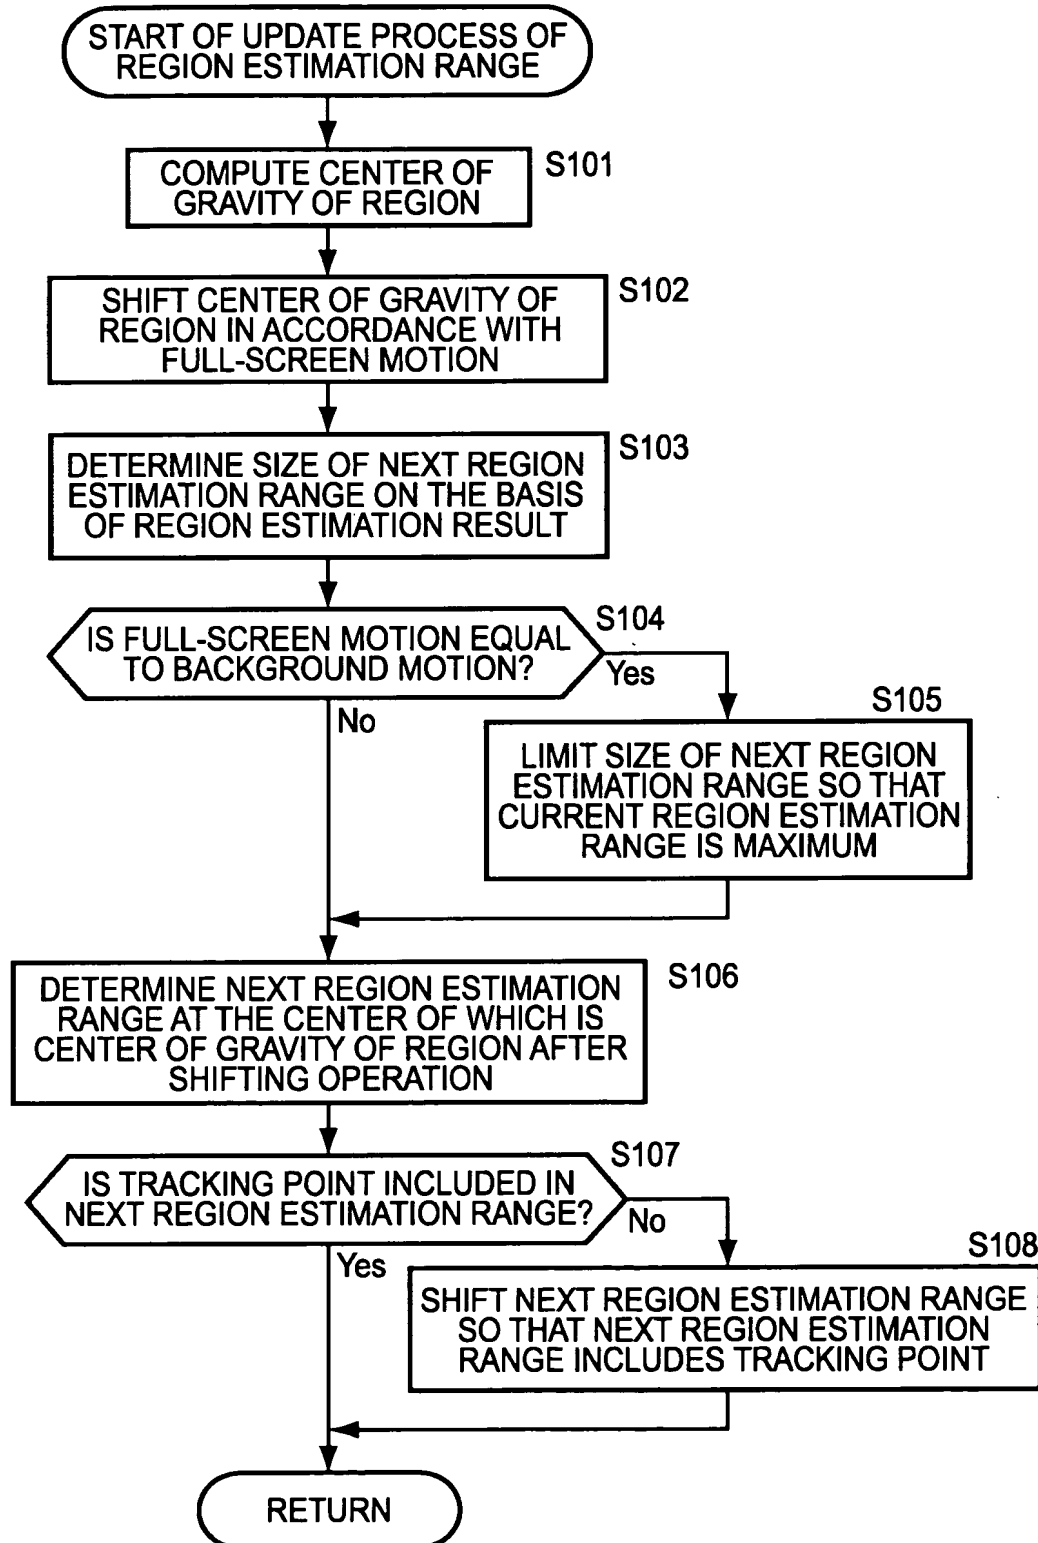 START OF UPDATE PROCESS OF
REGION ESTIMATION RANGE
COMPUTE CENTER OF
GRAVITY OF REGION
S101
SHIFT CENTER OF GRAVITY OF
REGION IN ACCORDANCE WITH
FULL-SCREEN MOTION
S102
DETERMINE SIZE OF NEXT REGION
ESTIMATION RANGE ON THE BASIS
OF REGION ESTIMATION RESULT
S103
IS FULL-SCREEN MOTION EQUAL
TO BACKGROUND MOTION?
S104
Yes
No
S105
LIMIT SIZE OF NEXT REGION
ESTIMATION RANGE SO THAT
CURRENT REGION ESTIMATION
RANGE IS MAXIMUM
DETERMINE NEXT REGION ESTIMATION
RANGE AT THE CENTER OF WHICH IS
CENTER OF GRAVITY OF REGION AFTER
SHIFTING OPERATION
S106
IS TRACKING POINT INCLUDED IN
NEXT REGION ESTIMATION RANGE?
S107
No
Yes
S108
SHIFT NEXT REGION ESTIMATION RANGE
SO THAT NEXT REGION ESTIMATION
RANGE INCLUDES TRACKING POINT
RETURN